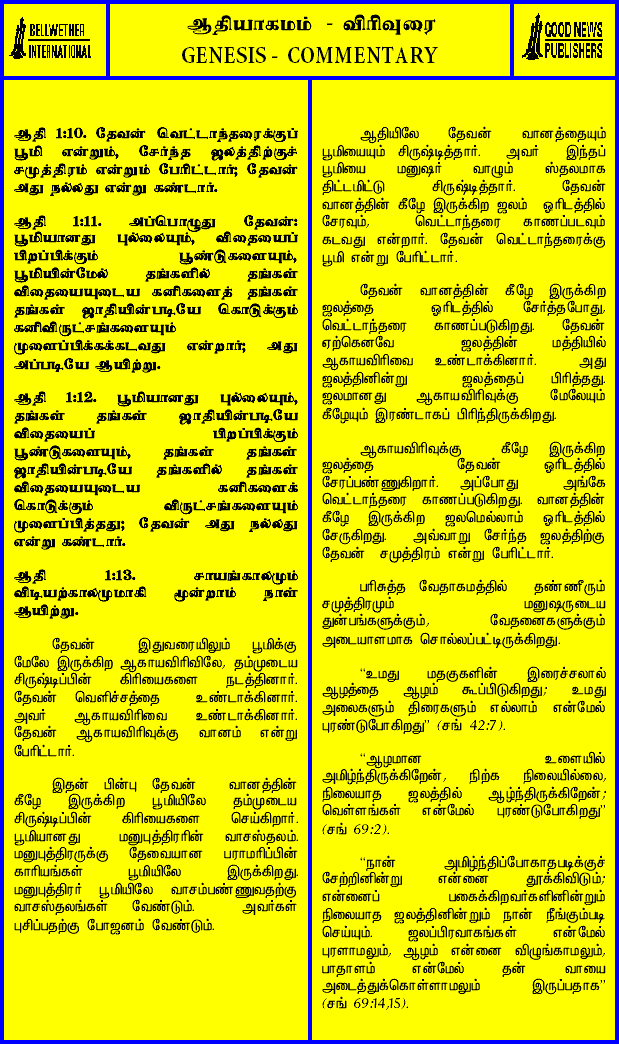 BELLWETHER
INTERNATIONAL
ஆதியாகமம் - விரிவுரை
GENESIS - COMMENTARY
GOOD NEWS
PUBLISHERS
ஆதி 1:10. தேவன் வெட்டாந்தரைக்குப்
பூமி என்றும், சேர்ந்த ஜலத்திற்குச்
சமுத்திரம் என்றும் பேரிட்டார்; தேவன்
அது நல்லது என்று கண்டார்.
ஆதி 1:11. அப்பொழுது தேவன்:
பூமியானது புல்லையும், விதையைப்
பிறப்பிக்கும் பூண்டுகளையும்,
பூமியின்மேல் தங்களில் தங்கள்
விதையையுடைய கனிகளைத் தங்கள்
தங்கள் ஜாதியின்படியே கொடுக்கும்
கனிவிருட்சங்களையும்
முளைப்பிக்கக்கடவது என்றார்; அது
அப்படியே ஆயிற்று.
ஆதி 1:12. பூமியானது புல்லையும்,
தங்கள் தங்கள் ஜாதியின்படியே
விதையைப் பிறப்பிக்கும்
பூண்டுகளையும், தங்கள் தங்கள்
ஜாதியின்படியே தங்களில் தங்கள்
விதையையுடைய கனிகளைக்
கொடுக்கும் விருட்சங்களையும்
முளைப்பித்தது; தேவன் அது நல்லது
என்று கண்டார்.
ஆதி 1:13. சாயங்காலமும்
விடியற்காலமுமாகி மூன்றாம் நாள்
ஆயிற்று.
தேவன் இதுவரையிலும் பூமிக்கு
மேலே இருக்கிற ஆகாயவிரிவிலே, தம்முடைய
சிருஷ்டிப்பின் கிரியைகளை நடத்தினார்.
தேவன் வெளிச்சத்தை உண்டாக்கினார்.
அவர் ஆகாயவிரிவை உண்டாக்கினார்.
தேவன் ஆகாயவிரிவுக்கு வானம் என்று
பேரிட்டார்.
இதன் பின்பு தேவன் வானத்தின்
கீழே இருக்கிற பூமியிலே தம்முடைய
சிருஷ்டிப்பின் கிரியைகளை செய்கிறார்.
பூமியானது மனுபுத்திரரின் வாசஸ்தலம்.
மனுபுத்திரருக்கு தேவையான பராமரிப்பின்
காரியங்கள் பூமியிலே இருக்கிறது.
மனுபுத்திரர் பூமியிலே வாசம்பண்ணுவதற்கு
வாசஸ்தலங்கள் வேண்டும். அவர்கள்
புசிப்பதற்கு போஜனம் வேண்டும்.
ஆதியிலே தேவன் வானத்தையும்
பூமியையும் சிருஷ்டித்தார். அவர் இந்தப்
பூமியை மனுஷர் வாழும் ஸ்தலமாக
திட்டமிட்டு சிருஷ்டித்தார். தேவன்
வானத்தின் கீழே இருக்கிற ஜலம் ஓரிடத்தில்
சேரவும், வெட்டாந்தரை காணப்படவும்
கடவது என்றார். தேவன் வெட்டாந்தரைக்கு
பூமி என்று பேரிட்டார்.
தேவன் வானத்தின் கீழே இருக்கிற
ஜலத்தை ஓரிடத்தில் சேர்த்தபோது,
வெட்டாந்தரை காணப்படுகிறது. தேவன்
ஏற்கெனவே ஜலத்தின் மத்தியில்
ஆகாயவிரிவை உண்டாக்கினார். அது
ஜலத்தினின்று ஜலத்தைப் பிரித்தது.
ஜலமானது ஆகாயவிரிவுக்கு மேலேயும்
கீழேயும் இரண்டாகப் பிரிந்திருக்கிறது.
ஆகாயவிரிவுக்கு கீழே இருக்கிற
ஜலத்தை தேவன் ஓரிடத்தில்
சேரப்பண்ணுகிறார். அப்போது அங்கே
வெட்டாந்தரை காணப்படுகிறது. வானத்தின்
கீழே இருக்கிற ஜலமெல்லாம் ஓரிடத்தில்
சேருகிறது. அவ்வாறு சேர்ந்த ஜலத்திற்கு
தேவன் சமுத்திரம் என்று பேரிட்டார்.
பரிசுத்த வேதாகமத்தில் தண்ணீரும்
சமுத்திரமும் மனுஷருடைய
துன்பங்களுக்கும், வேதனைகளுக்கும்
அடையாளமாக சொல்லப்பட்டிருக்கிறது.
“உமது மதகுகளின் இரைச்சலால்
ஆழத்தை ஆழம் கூப்பிடுகிறது; உமது
அலைகளும் திரைகளும் எல்லாம் என்மேல்
புரண்டுபோகிறது” (சங் 42:7).
“ஆழமான உளையில்
அமிழ்ந்திருக்கிறேன், நிற்க நிலையில்லை,
நிலையாத ஜலத்தில் ஆழ்ந்திருக்கிறேன்;
வெள்ளங்கள் என்மேல் புரண்டுபோகிறது”
(சங் 69:2).
“நான் அமிழ்ந்திப்போகாதபடிக்குச்
சேற்றினின்று என்னை தூக்கிவிடும்;
என்னைப் பகைக்கிறவர்களினின்றும்
நிலையாத ஜலத்தினின்றும் நான் நீங்கும்படி
செய்யும். ஜலப்பிரவாகங்கள் என்மேல்
புரளாமலும், ஆழம் என்னை விழுங்காமலும்,
பாதாளம் என்மேல் தன் வாயை
அடைத்துக்கொள்ளாமலும் இருப்பதாக”
(சங் 69:14,15).